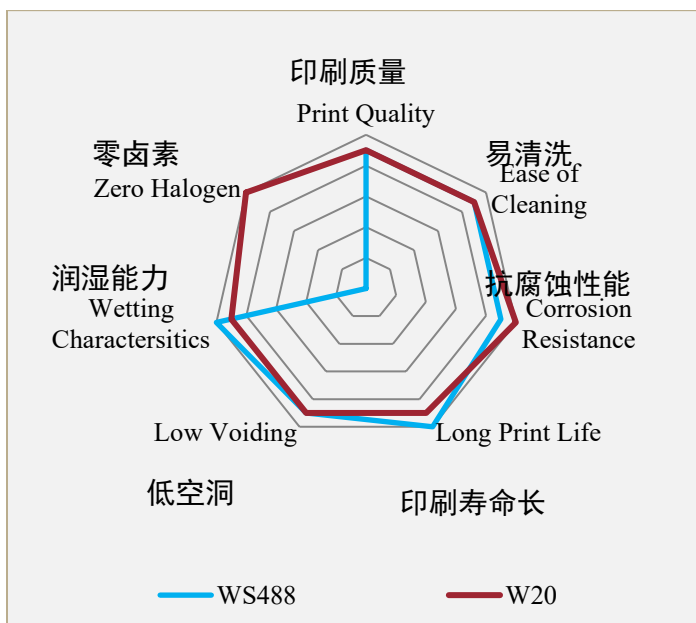 印刷质量
Print Quality
零卤素
Zero Halogen
易清洗
Ease of
Cleaning
润湿能力
Wetting
Charactersitics
抗腐蚀性能
Corrosion
Resistance
Low Voiding
Long Print Life
低空洞
印刷寿命长
WS488
W20